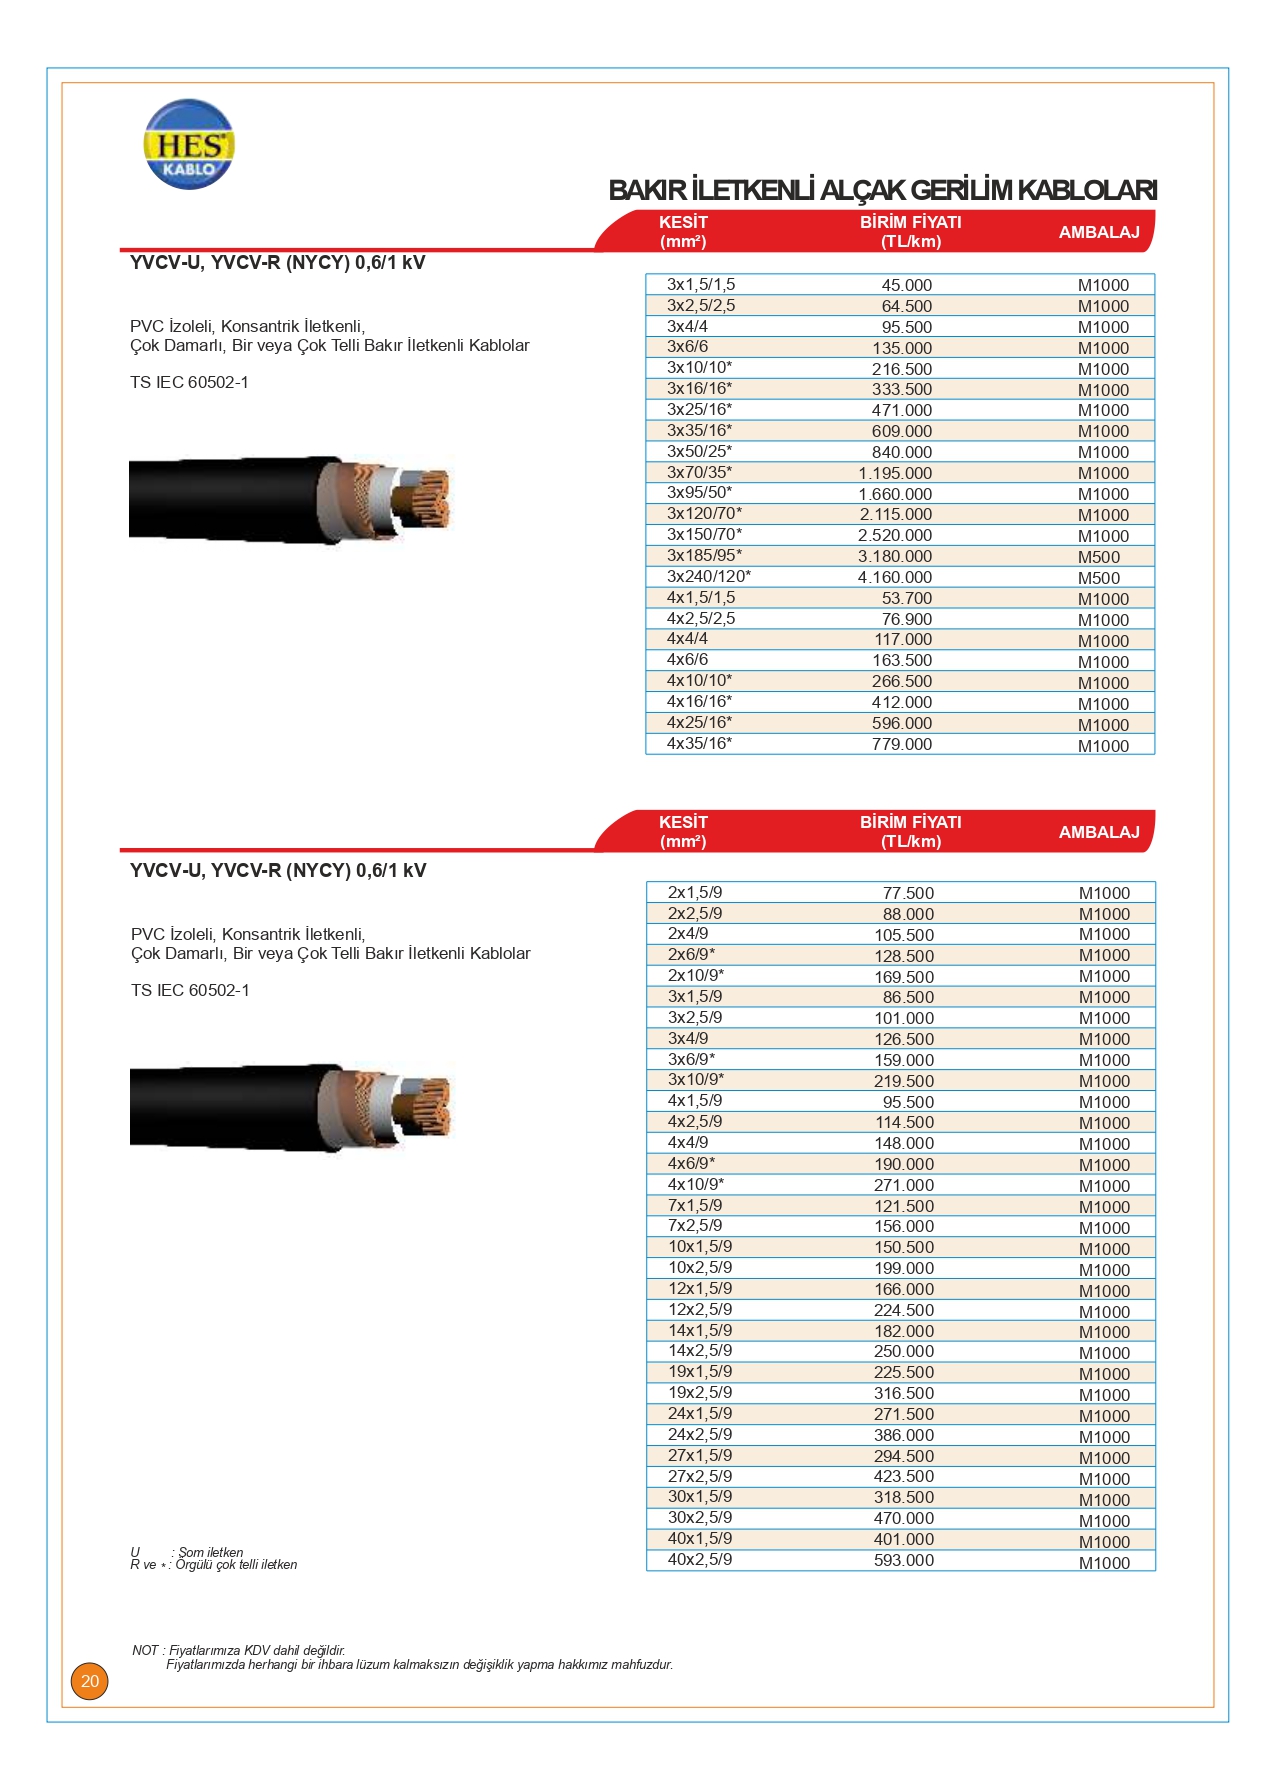 HES®
KABLO
BAKIR İLETKENLİ ALÇAK GERİLİM KABLOLARI
KESİT BİRİM FİYATI AMBALAJ
(mm²) (TL/km)
YVCV-U, YVCV-R (NYCY) 0,6/1 kV
PVC İzoleli, Konsantrik İletkenli,
Çok Damarlı, Bir veya Çok Telli Bakır İletkenli Kablolar
TS IEC 60502-1
3x1,5/1,5 45.000 M1000
3x2,5/2,5 64.500 M1000
3x4/4 95.500 M1000
3x6/6 135.000 M1000
3x10/10* 216.500 M1000
3x16/16* 333.500 M1000
3x25/16* 471.000 M1000
3x35/16* 609.000 M1000
3x50/25* 840.000 M1000
3x70/35* 1.195.000 M1000
3x95/50* 1.660.000 M1000
3x120/70* 2.115.000 M1000
3x150/70* 2.520.000 M1000
3x185/95* 3.180.000 M500
3x240/120* 4.160.000 M500
4x1,5/1,5 53.700 M1000
4x2,5/2,5 76.900 M1000
4x4/4 117.000 M1000
4x6/6 163.500 M1000
4x10/10* 266.500 M1000
4x16/16* 412.000 M1000
4x25/16* 596.000 M1000
4x35/16* 779.000 M1000
KESİT BİRİM FİYATI AMBALAJ
(mm²) (TL/km)
YVCV-U, YVCV-R (NYCY) 0,6/1 kV
PVC İzoleli, Konsantrik İletkenli,
Çok Damarlı, Bir veya Çok Telli Bakır İletkenli Kablolar
TS IEC 60502-1
2x1,5/9 77.500 M1000
2x2,5/9 88.000 M1000
2x4/9 105.500 M1000
2x6/9* 128.500 M1000
2x10/9* 169.500 M1000
3x1,5/9 86.500 M1000
3x2,5/9 101.000 M1000
3x4/9 126.500 M1000
3x6/9* 159.000 M1000
3x10/9* 219.500 M1000
4x1,5/9 95.500 M1000
4x2,5/9 114.500 M1000
4x4/9 148.000 M1000
4x6/9* 190.000 M1000
4x10/9* 271.000 M1000
7x1,5/9 121.500 M1000
7x2,5/9 156.000 M1000
10x1,5/9 150.500 M1000
10x2,5/9 199.000 M1000
12x1,5/9 166.000 M1000
12x2,5/9 224.500 M1000
14x1,5/9 182.000 M1000
14x2,5/9 250.000 M1000
19x1,5/9 225.500 M1000
19x2,5/9 316.500 M1000
24x1,5/9 271.500 M1000
24x2,5/9 386.000 M1000
27x1,5/9 294.500 M1000
27x2,5/9 423.500 M1000
30x1,5/9 318.500 M1000
30x2,5/9 470.000 M1000
40x1,5/9 401.000 M1000
40x2,5/9 593.000 M1000
U : Som iletken
R ve * : Örgülü çok telli iletken
NOT : Fiyatlarımıza KDV dahil değildir.
Fiyatlarımızda herhangi bir ihbara lüzum kalmaksızın değişiklik yapma hakkımız mahfuzdur.
20